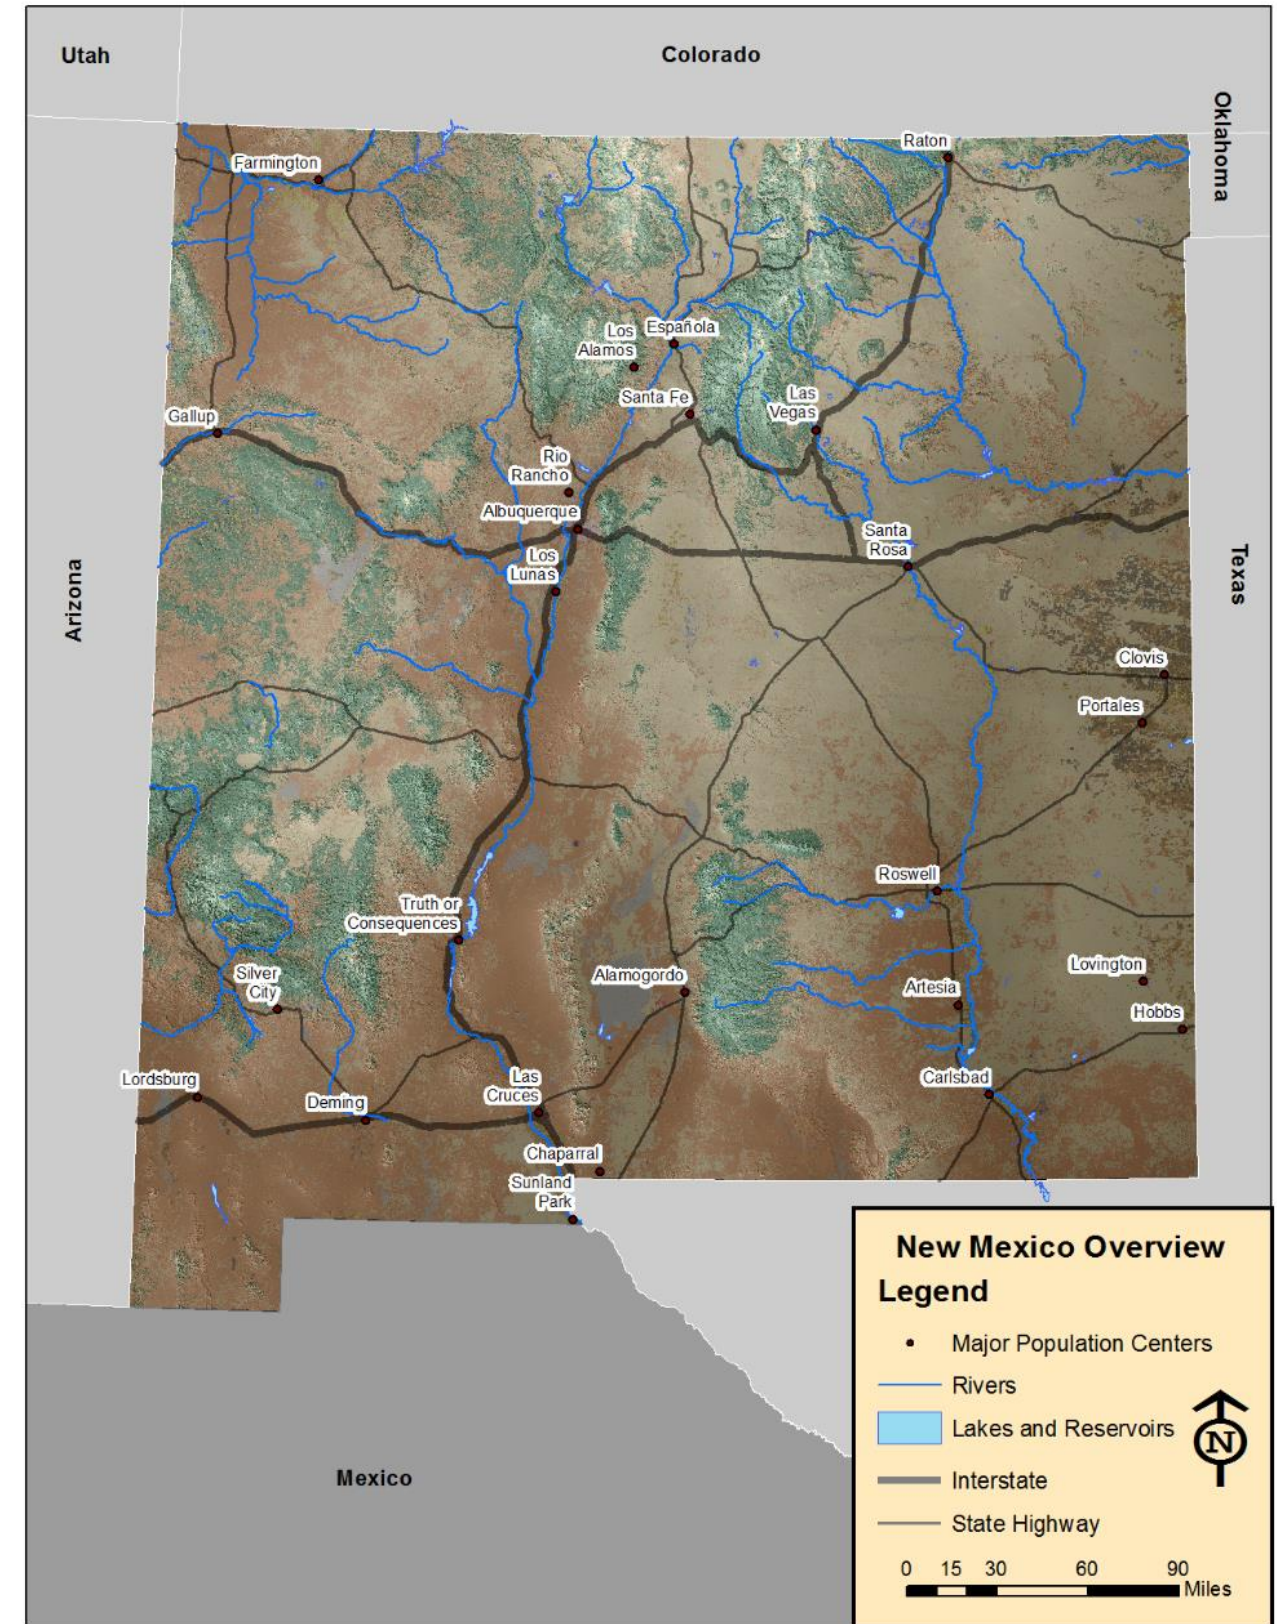 Utah
Colorado
Oklahoma
Raton
Farmington
Los
Alamos
Española
Santa Fe
Las
Vegas
Gallup
Rio
Rancho
Albuquerque
Los
Lunas
Santa
Rosa
Arizona
Texas
Clovis
Portales
Roswell
Truth or
Consequences
Silver
City
Alamogordo
Artesia
Lovington
Hobbs
Lordsburg
Deming
Las
Cruces
Carlsbad
Chaparral
Sunland
Park
Mexico
New Mexico Overview
Legend
Major Population Centers
Rivers
Lakes and Reservoirs
N
Interstate
State Highway
0 15 30 60 90
Miles